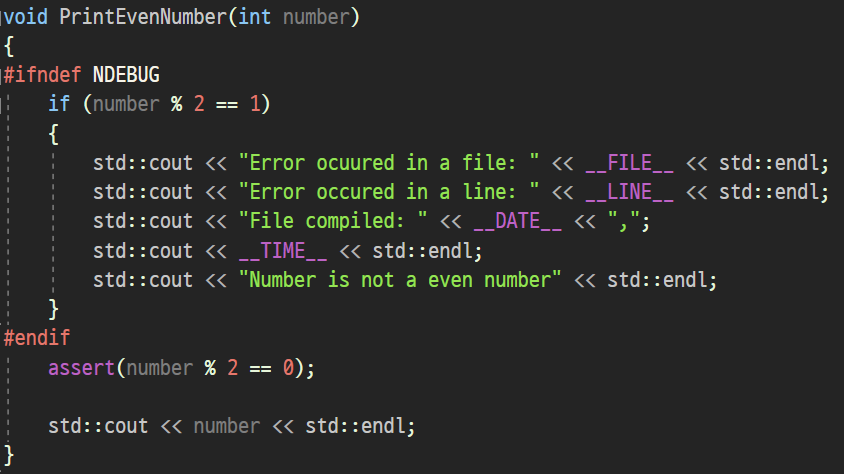 void PrintEvenNumber(int number)
{
#ifndef NDEBUG
    if (number % 2 == 1)
    {
        std::cout << "Error ocuured in a file: " << __FILE__ << std::endl;
        std::cout << "Error occured in a line: " << __LINE__ << std::endl;
        std::cout << "File compiled: " << __DATE__ << ",";
        std::cout << __TIME__ << std::endl;
        std::cout << "Number is not a even number" << std::endl;
    }
#endif
    assert(number % 2 == 0);
    std::cout << number << std::endl;
}